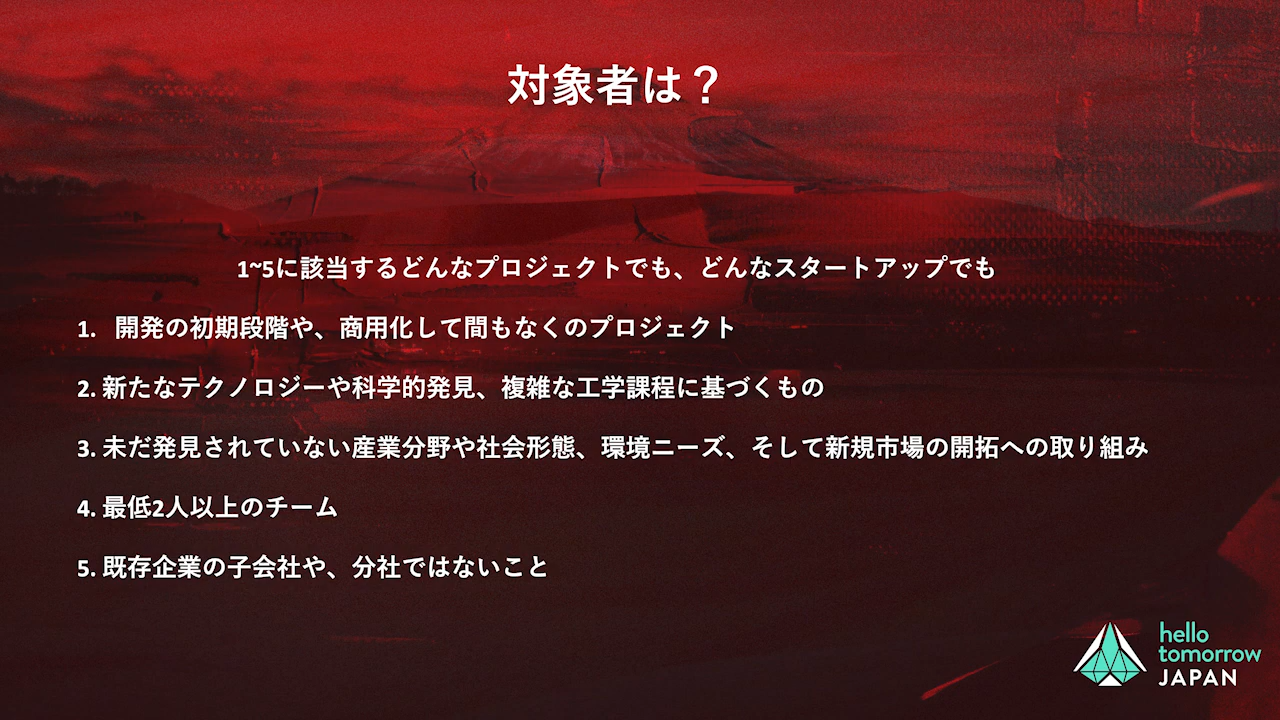 対象者は？
1~5に該当するどんなプロジェクトでも、どんなスタートアップでも
1. 開発の初期段階や、商用化して間もなくのプロジェクト
2. 新たなテクノロジーや科学的発見、複雑な工学課程に基づくもの
3. 未だ発見されていない産業分野や社会形態、環境ニーズ、そして新規市場の開拓への取り組み
4. 最低2人以上のチーム
5. 既存企業の子会社や、分社ではないこと
hello
tomorrow
JAPAN